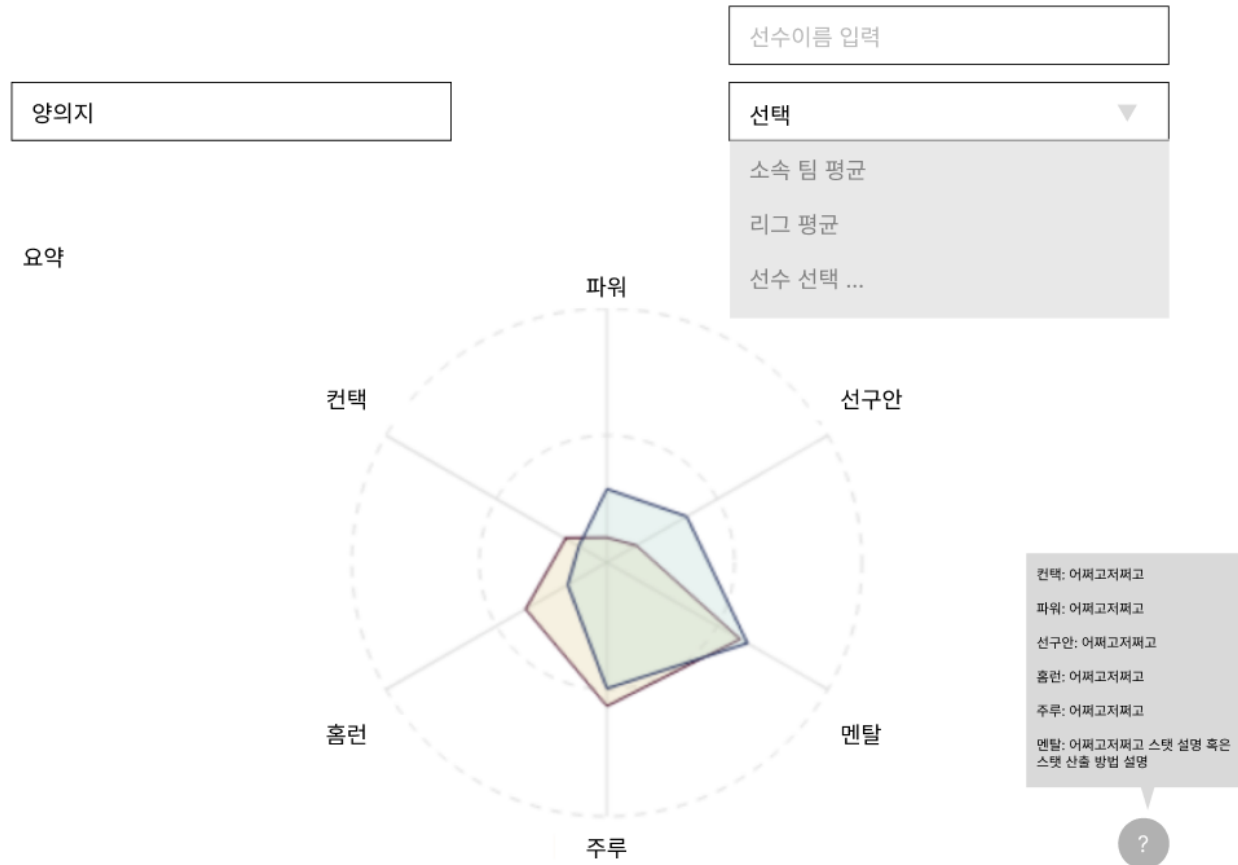 선수이름 입력
양의지
선택
소속 팀 평균
리그 평균
선수 선택 ...
요약
파워
컨택
선구안
홈런
멘탈
주루
컨택: 어쩌고저쩌고
파워: 어쩌고저쩌고
선구안: 어쩌고저쩌고
홈런: 어쩌고저쩌고
주루: 어쩌고저쩌고
멘탈: 어쩌고저쩌고 스탯 설명 혹은
스탯 산출 방법 설명
?